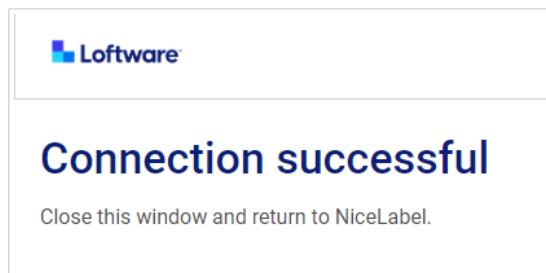 Loftware
Connection successful
Close this window and return to NiceLabel.